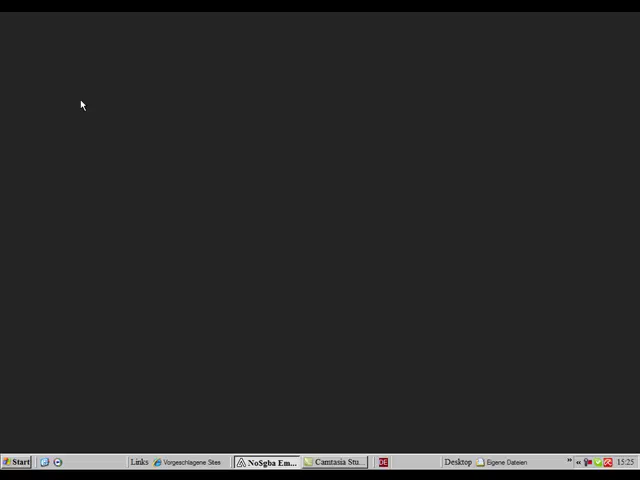 Start Links Vorgeschlagene Sites NoSgba Em... Camtasia Stu... DE Desktop » Eigene Dateien » « 15:25